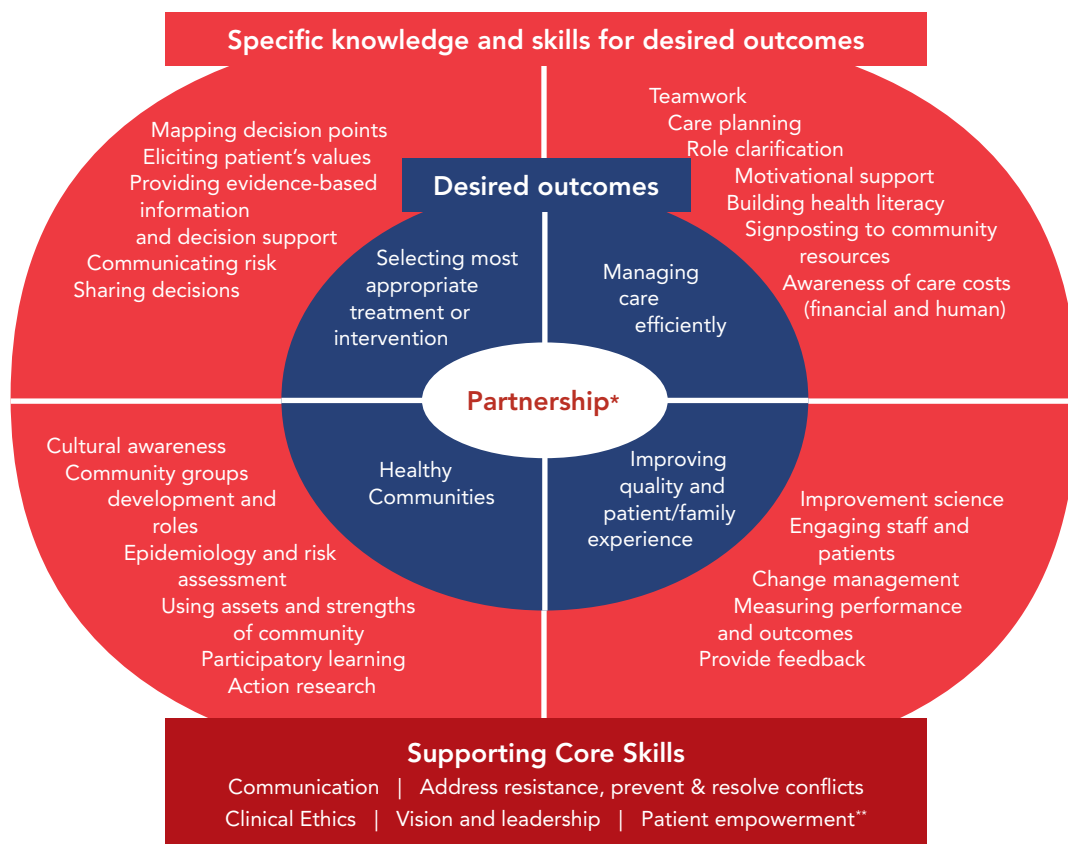 Specific knowledge and skills for desired outcomes
Mapping decision points
Eliciting patient's values
Providing evidence-based
information
and decision support
Communicating risk
Sharing decisions
Teamwork
Care planning
Role clarification
Motivational support
Building health literacy
Signposting to community
resources
Awareness of care costs
(financial and human)
Desired outcomes
Selecting most
appropriate
treatment or
intervention
Managing
care
efficiently
Partnership*
Healthy
Communities
Improving
quality and
patient/family
experience
Cultural awareness
Community groups
development and
roles
Epidemiology and risk
assessment
Using assets and strengths
of community
Participatory learning
Action research
Improvement science
Engaging staff and
patients
Change management
Measuring performance
and outcomes
Provide feedback
Supporting Core Skills
Communication | Address resistance, prevent & resolve conflicts
Clinical Ethics | Vision and leadership | Patient empowerment**